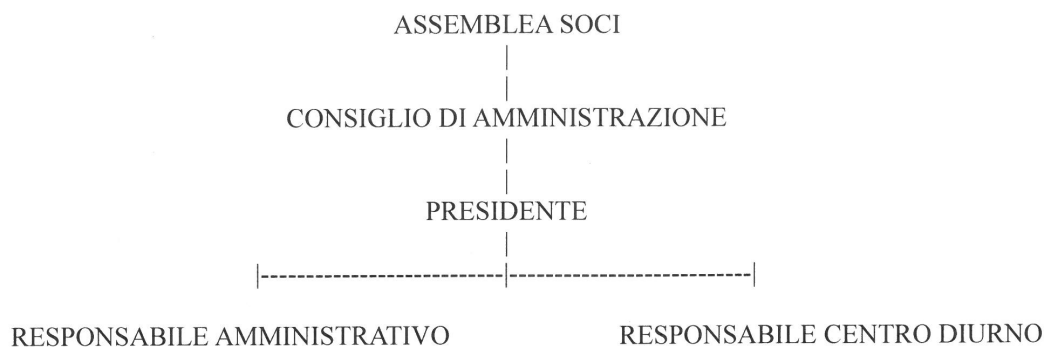 ASSEMBLEA SOCI
CONSIGLIO DI AMMINISTRAZIONE
PRESIDENTE
RESPONSABILE AMMINISTRATIVO RESPONSABILE CENTRO DIURNO